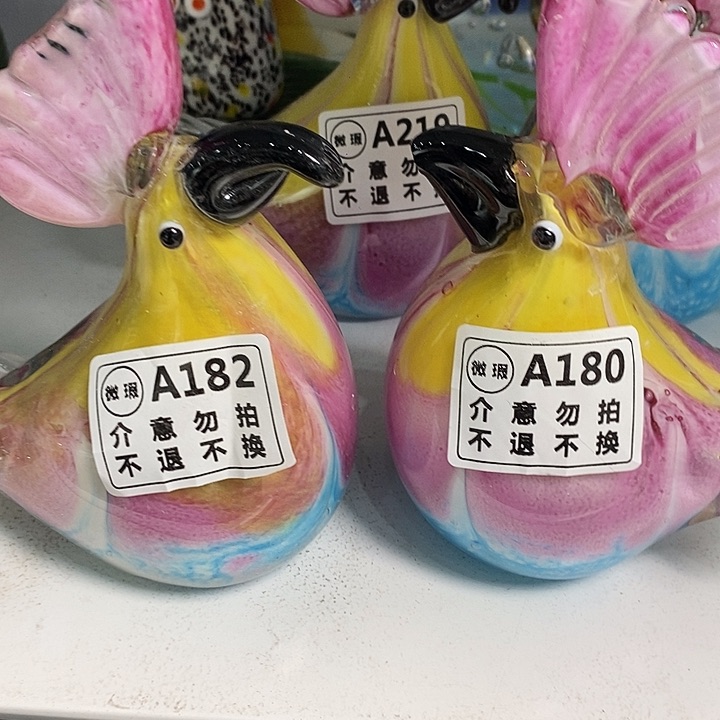 微瑕 A219
介意勿
不退不
微瑕 A182
介意勿拍
不退不换
微瑕 A180
介意勿拍
不退不换